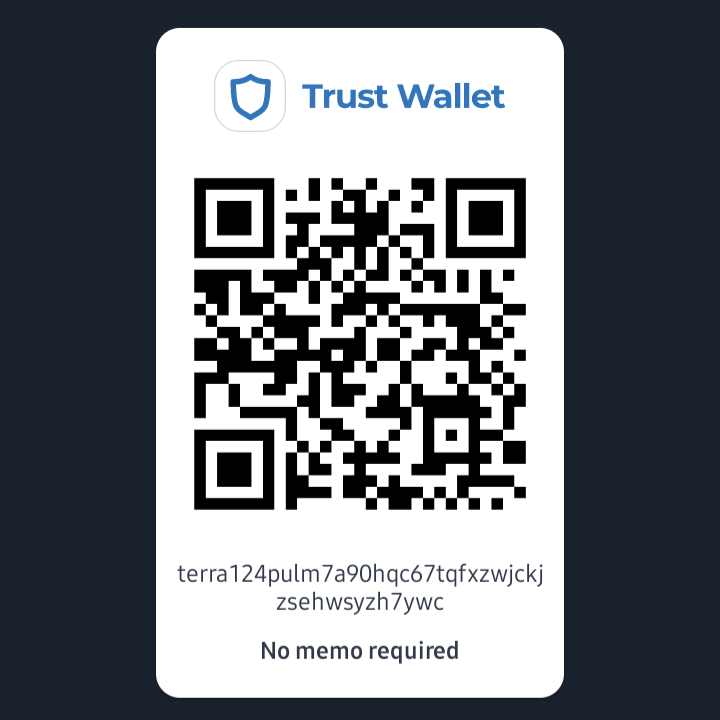 Trust Wallet
terra124pulm7a90hqc67tqfxzwjckj
zsehwsyzh7ywc
No memo required